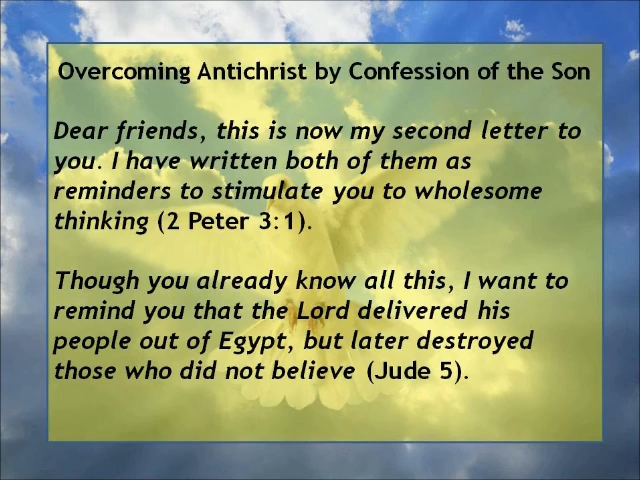 Overcoming Antichrist by Confession of the Son
Dear friends, this is now my second letter to
you. I have written both of them as
reminders to stimulate you to wholesome
thinking (2 Peter 3:1).
Though you already know all this, I want to
remind you that the Lord delivered his
people out of Egypt, but later destroyed
those who did not believe (Jude 5).